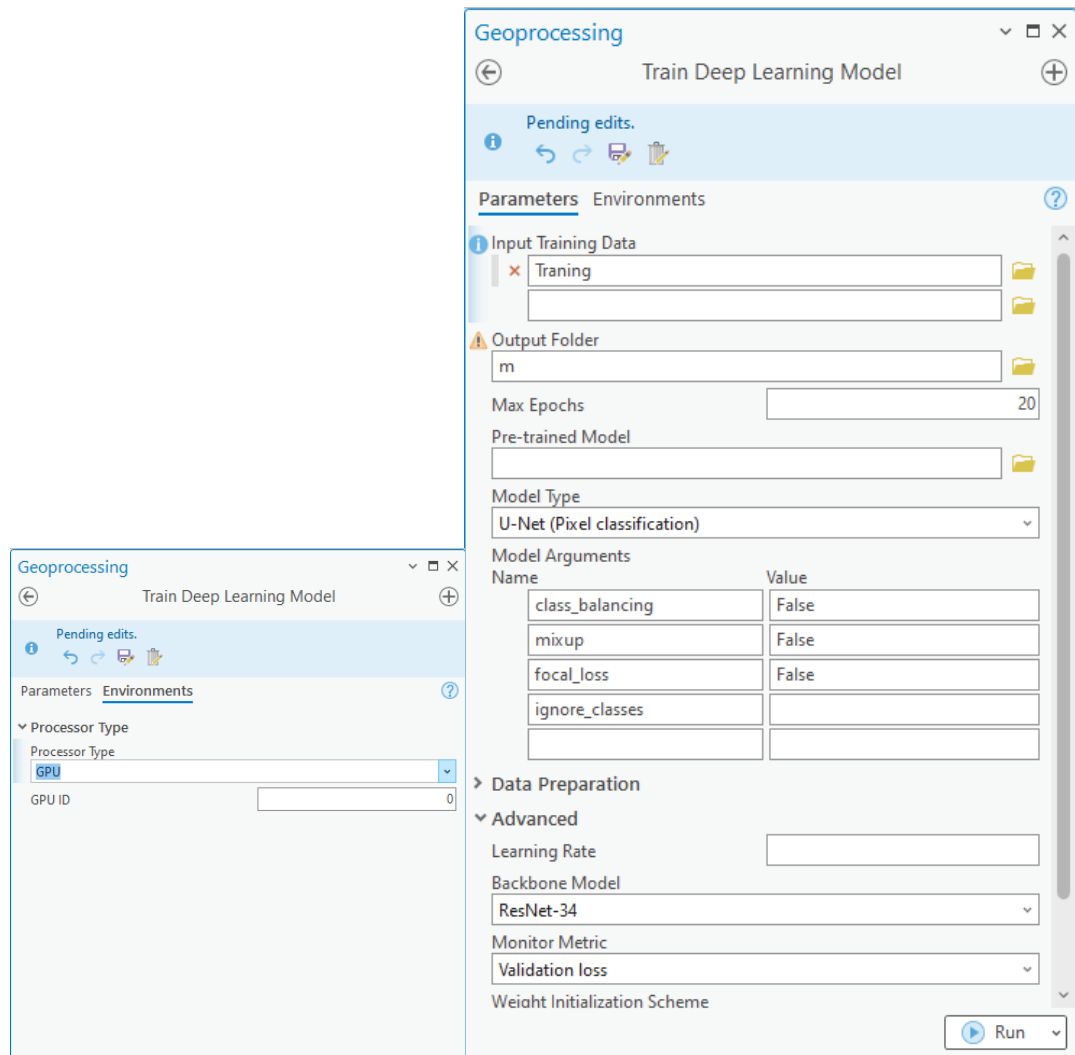 Geoprocessing
Train Deep Learning Model
Pending edits.
Parameters Environments
Processor Type
Processor Type
GPU
GPU ID 0
Geoprocessing
Train Deep Learning Model
Pending edits.
Parameters Environments
Input Training Data
Traning
Output Folder
m
Max Epochs 20
Pre-trained Model
Model Type
U-Net (Pixel classification)
Model Arguments
Name Value
class_balancing False
mixup False
focal_loss False
ignore_classes
Data Preparation
Advanced
Learning Rate
Backbone Model
ResNet-34
Monitor Metric
Validation loss
Weight Initialization Scheme
Run